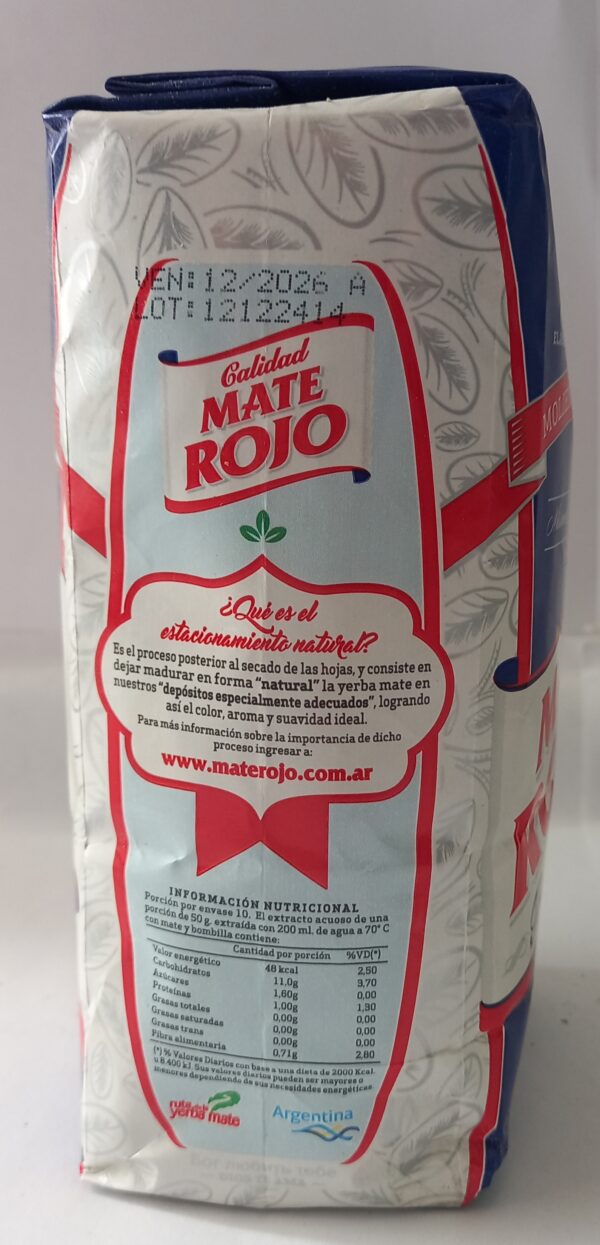 VEN:12/2026 A
LOT:12122414
Calidad
MATE
ROJO
¿Qué es el
estacionamiento natural?
Es el proceso posterior al secado de las hojas, y consiste en
dejar madurar en forma "natural" la yerba mate en
nuestros "depósitos especialmente adecuados", logrando
así el color, aroma y suavidad ideal.
Para más información sobre la importancia de dicho
proceso ingresar a:
www.materojo.com.ar
INFORMACIÓN NUTRICIONAL
Porción por envase 10. El extracto acuoso de una
porción de 50 g. extraída con 200 ml. de agua a 70° C
con mate y bombilla contiene:
Cantidad por porción %VD(*)
Valor energético 48 kcal 2,50
Carbohidratos 11,0g 3,70
Azúcares 1,60g 0,00
Proteínas 1,00g 1,30
Grasas totales 0,00g 0,00
Grasas saturadas 0,00g 0,00
Grasas trans 0,00g 0,00
Fibra alimentaria 0,71g 2,80
(*) % Valores Diarios con base a una dieta de 2000 Kcal.
u 8.400 kJ. Sus valores diarios pueden ser mayores o
menores dependiendo de sus necesidades energéticas.
ruta de la
yerba mate
Argentina